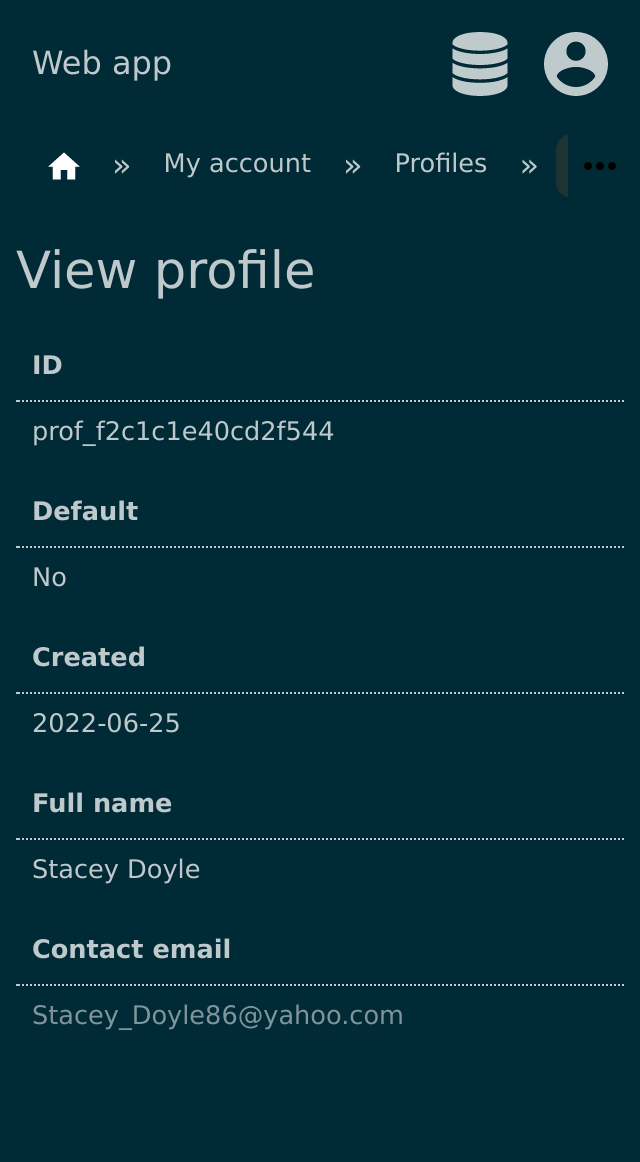 Web app
» My account » Profiles »
View profile
ID
prof_f2c1c1e40cd2f544
Default
No
Created
2022-06-25
Full name
Stacey Doyle
Contact email
Stacey_Doyle86@yahoo.com